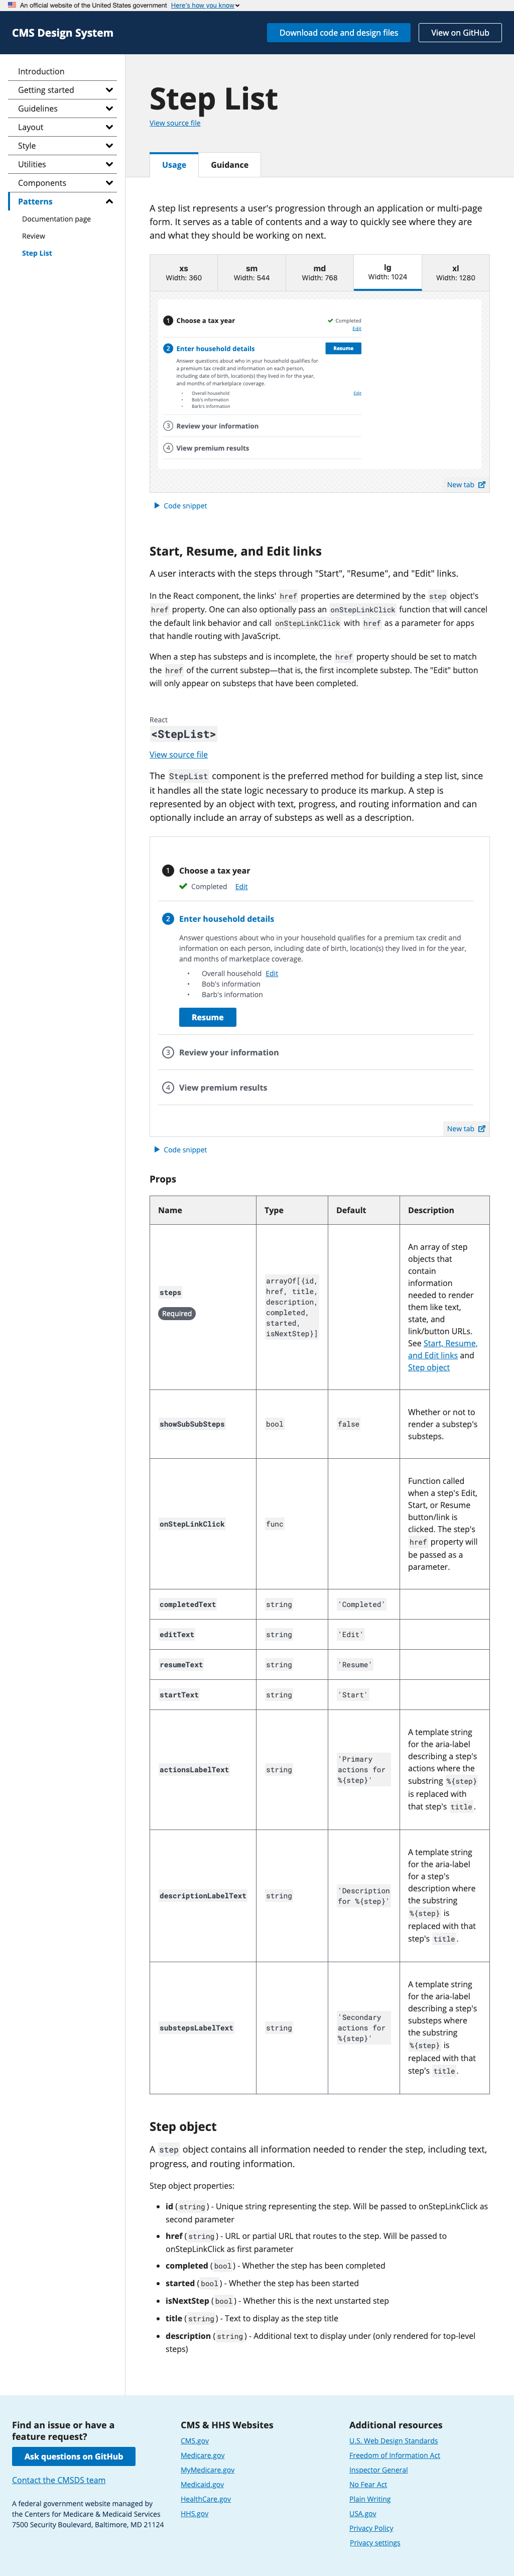 An official website of the United States government Here's how you know
CMS Design System
Download code and design files
View on GitHub
Introduction
Getting started
Guidelines
Layout
Style
Utilities
Components
Patterns
Documentation page
Review
Step List
Step List
View source file
Usage
Guidance
A step list represents a user's progression through an application or multi-page
form. It serves as a table of contents and a way to quickly see where they are
and what they should be working on next.
xs
Width: 360
sm
Width: 544
md
Width: 768
lg
Width: 1024
xl
Width: 1280
1 Choose a tax year
Completed
Edit
2 Enter household details
Resume
Answer questions about who in your household qualifies for
a premium tax credit and information on each person,
including date of birth, location(s) they lived in for the year,
and months of marketplace coverage.
• Overall household
Edit
• Bob's information
• Barb's information
3 Review your information
4 View premium results
New tab
Code snippet
Start, Resume, and Edit links
A user interacts with the steps through "Start", "Resume", and "Edit" links.
In the React component, the links' href properties are determined by the step object's
href property. One can also optionally pass an onStepLinkClick function that will cancel
the default link behavior and call onStepLinkClick with href as a parameter for apps
that handle routing with JavaScript.
When a step has substeps and is incomplete, the href property should be set to match
the href of the current substep—that is, the first incomplete substep. The "Edit" button
will only appear on substeps that have been completed.
React
<StepList>
View source file
The StepList component is the preferred method for building a step list, since
it handles all the state logic necessary to produce its markup. A step is
represented by an object with text, progress, and routing information and can
optionally include an array of substeps as well as a description.
1 Choose a tax year
Completed Edit
2 Enter household details
Answer questions about who in your household qualifies for a premium tax credit and
information on each person, including date of birth, location(s) they lived in for the year,
and months of marketplace coverage.
• Overall household Edit
• Bob's information
• Barb's information
Resume
3 Review your information
4 View premium results
New tab
Code snippet
Props
Name Type Default Description
steps
Required
arrayOf[{id,
href, title,
description,
completed,
started,
isNextStep}]
An array of step
objects that
contain
information
needed to render
them like text,
state, and
link/button URLs.
See Start, Resume,
and Edit links and
Step object
showSubSubSteps
bool
false
Whether or not to
render a substep's
substeps.
onStepLinkClick
func
Function called
when a step's Edit,
Start, or Resume
button/link is
clicked. The step's
href property will
be passed as a
parameter.
completedText string 'Completed'
editText string 'Edit'
resumeText string 'Resume'
startText string 'Start'
actionsLabelText
string
'Primary
actions for
%{step}'
A template string
for the aria-label
describing a step's
actions where the
substring %{step}
is replaced with
that step's title.
descriptionLabelText
string
'Description
for %{step}'
A template string
for the aria-label
for a step's
description where
the substring
%{step} is
replaced with that
step's title.
substepsLabelText
string
'Secondary
actions for
%{step}'
A template string
for the aria-label
describing a step's
substeps where
the substring
%{step} is
replaced with that
step's title.
Step object
A step object contains all information needed to render the step, including text,
progress, and routing information.
Step object properties:
• id (string) - Unique string representing the step. Will be passed to onStepLinkClick as
second parameter
• href (string) - URL or partial URL that routes to the step. Will be passed to
onStepLinkClick as first parameter
• completed (bool) - Whether the step has been completed
• started (bool) - Whether the step has been started
• isNextStep (bool) - Whether this is the next unstarted step
• title (string) - Text to display as the step title
• description (string) - Additional text to display under (only rendered for top-level
steps)
Find an issue or have a
feature request?
Ask questions on GitHub
Contact the CMSDS team
A federal government website managed by
the Centers for Medicare & Medicaid Services
7500 Security Boulevard, Baltimore, MD 21244
CMS & HHS Websites
CMS.gov
Medicare.gov
MyMedicare.gov
Medicaid.gov
HealthCare.gov
HHS.gov
Additional resources
U.S. Web Design Standards
Freedom of Information Act
Inspector General
No Fear Act
Plain Writing
USA.gov
Privacy Policy
Privacy settings